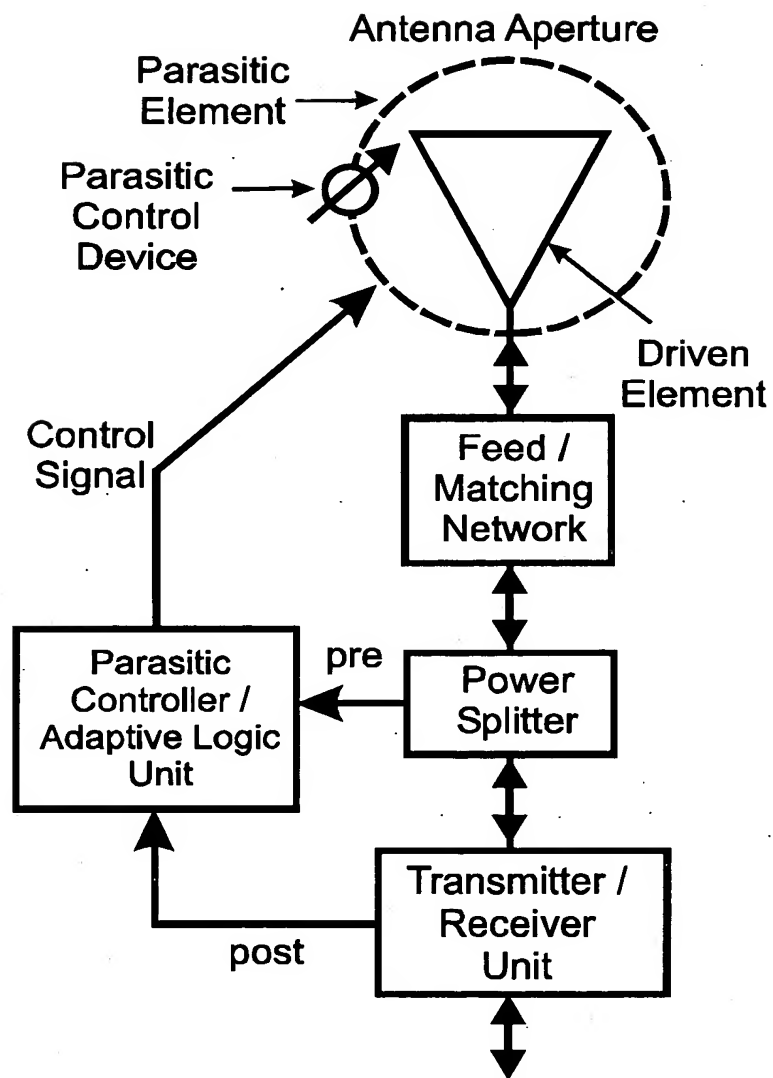 Antenna Aperture
Parasitic
Element
Parasitic
Control
Device
Driven
Element
Control
Signal
Feed /
Matching
Network
Parasitic
Controller /
Adaptive Logic
Unit
pre
Power
Splitter
Transmitter /
Receiver
Unit
post